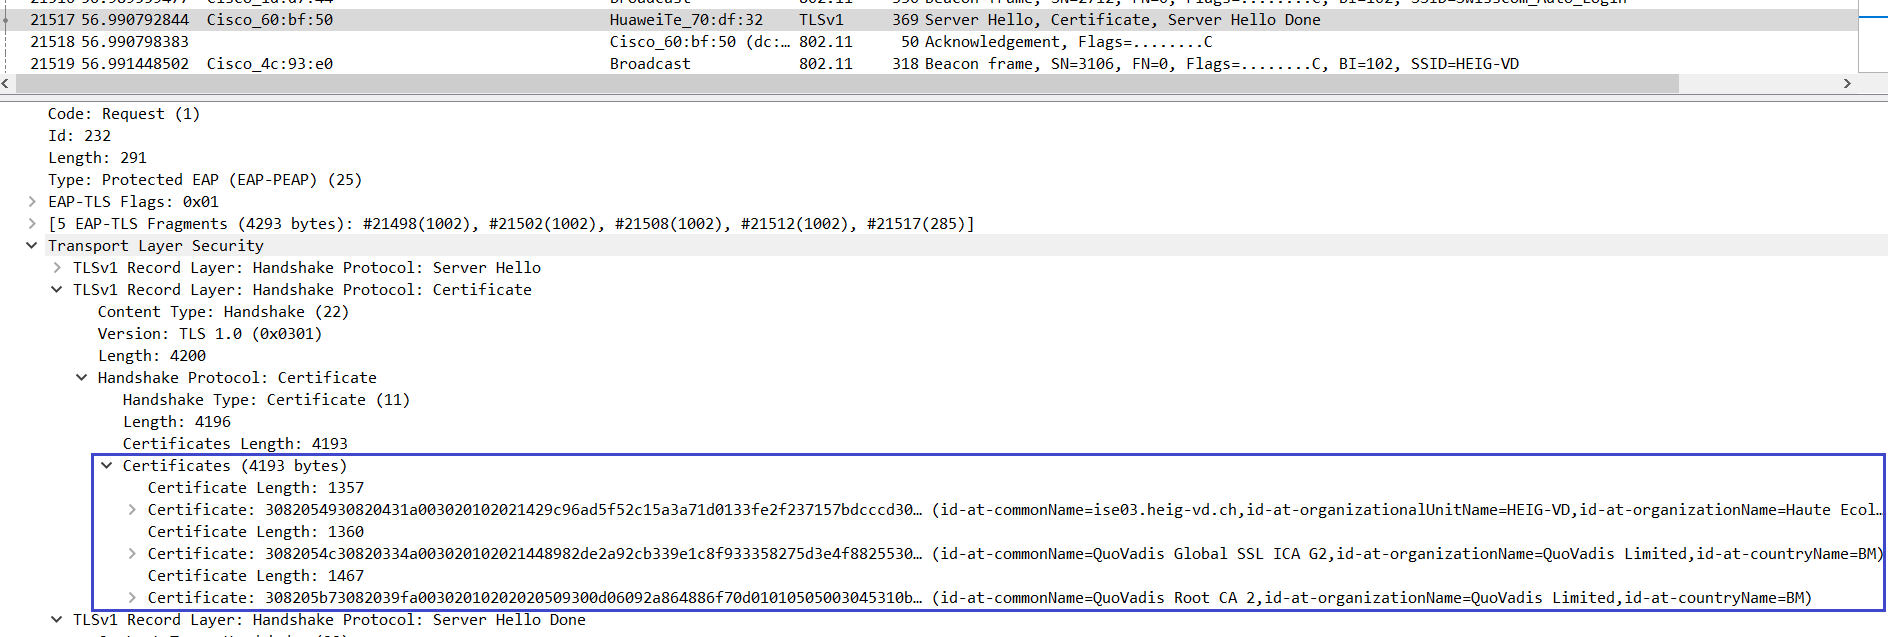 21517 56.990792844 Cisco_60:bf:50 HuaweiTe_70:df:32 TLSv1 369 Server Hello, Certificate, Server Hello Done
21518 56.990798383 Cisco_60:bf:50 (dc:… 802.11 50 Acknowledgement, Flags=........C
21519 56.991448502 Cisco_4c:93:e0 Broadcast 802.11 318 Beacon frame, SN=3106, FN=0, Flags=........C, BI=102, SSID=HEIG-VD
Code: Request (1)
Id: 232
Length: 291
Type: Protected EAP (EAP-PEAP) (25)
EAP-TLS Flags: 0x01
[5 EAP-TLS Fragments (4293 bytes): #21498(1002), #21502(1002), #21508(1002), #21512(1002), #21517(285)]
Transport Layer Security
TLSv1 Record Layer: Handshake Protocol: Server Hello
TLSv1 Record Layer: Handshake Protocol: Certificate
Content Type: Handshake (22)
Version: TLS 1.0 (0x0301)
Length: 4200
Handshake Protocol: Certificate
Handshake Type: Certificate (11)
Length: 4196
Certificates Length: 4193
Certificates (4193 bytes)
Certificate Length: 1357
Certificate: 3082054930820431a003020102021429c96ad5f52c15a3a71d0133fe2f237157bdcccd30… (id-at-commonName=ise03.heig-vd.ch,id-at-organizationalUnitName=HEIG-VD,id-at-organizationName=Haute Ecol…
Certificate Length: 1360
Certificate: 3082054c30820334a003020102021448982de2a92cb339e1c8f933358275d3e4f8825530… (id-at-commonName=QuoVadis Global SSL ICA G2,id-at-organizationName=QuoVadis Limited,id-at-countryName=BM)
Certificate Length: 1467
Certificate: 308205b73082039fa00302010202020509300d06092a864886f70d01010505003045310b… (id-at-commonName=QuoVadis Root CA 2,id-at-organizationName=QuoVadis Limited,id-at-countryName=BM)
TLSv1 Record Layer: Handshake Protocol: Server Hello Done